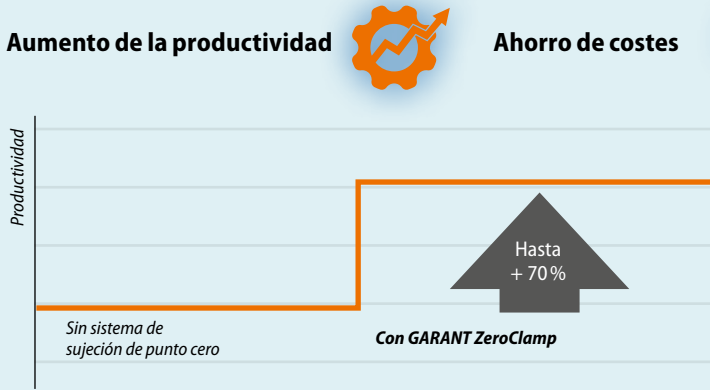 Aumento de la productividad
Ahorro de costes
Productividad
Hasta
+ 70 %
Sin sistema de
sujeción de punto cero
Con GARANT ZeroClamp